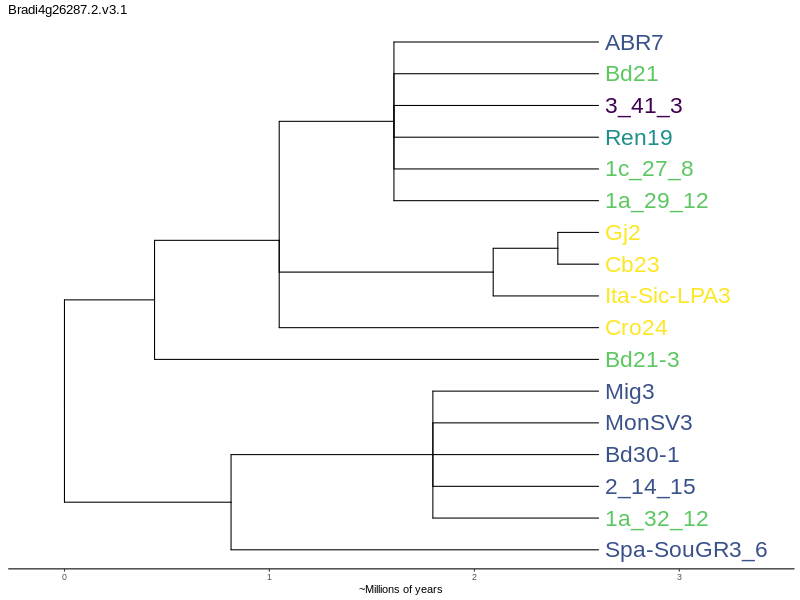 Bradi4g26287.2.v3.1
ABR7
Bd21
3_41_3
Ren19
1c_27_8
1a_29_12
Gj2
Cb23
Ita-Sic-LPA3
Cro24
Bd21-3
Mig3
MonSV3
Bd30-1
2_14_15
1a_32_12
Spa-SouGR3_6
0 1 2 3
~Millions of years